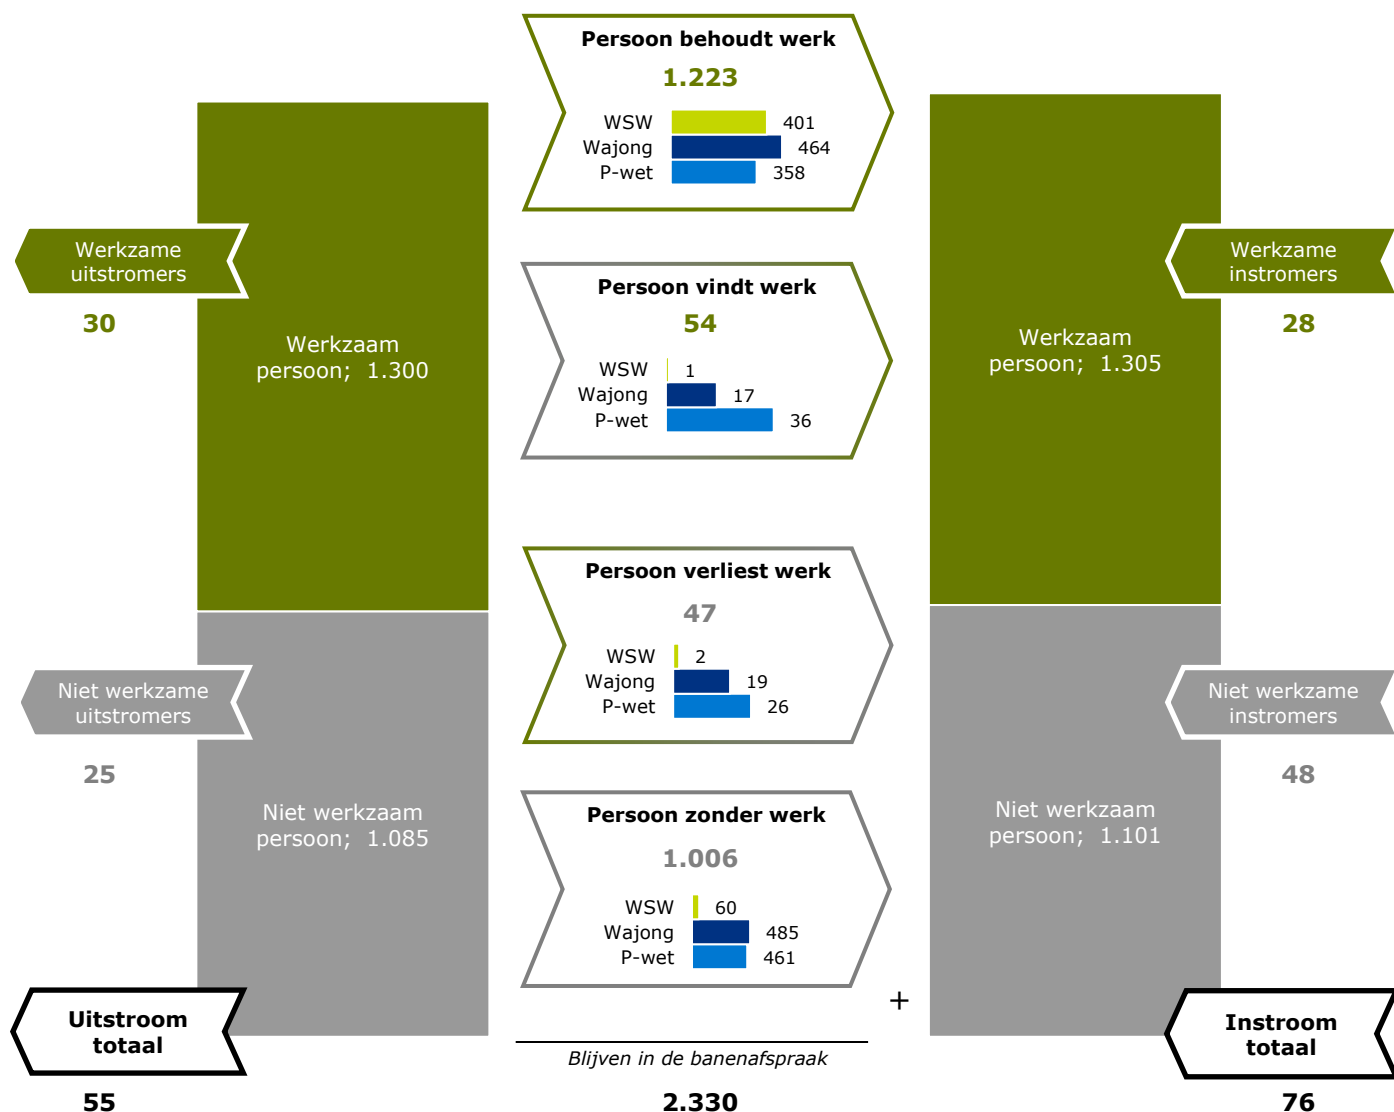 Persoon behoudt werk
1.223
WSW 401
Wajong 464
P-wet 358
Werkzame
uitstromers
30
Werkzaam
persoon; 1.300
Persoon vindt werk
54
WSW 1
Wajong 17
P-wet 36
Werkzaam
persoon; 1.305
Werkzame
instromers
28
Persoon verliest werk
47
WSW 2
Wajong 19
P-wet 26
Niet werkzame
uitstromers
25
Niet werkzaam
persoon; 1.085
Persoon zonder werk
1.006
WSW 60
Wajong 485
P-wet 461
Niet werkzaam
persoon; 1.101
Niet werkzame
instromers
48
+
Uitstroom
totaal
55
Blijven in de banenafspraak
2.330
Instroom
totaal
76